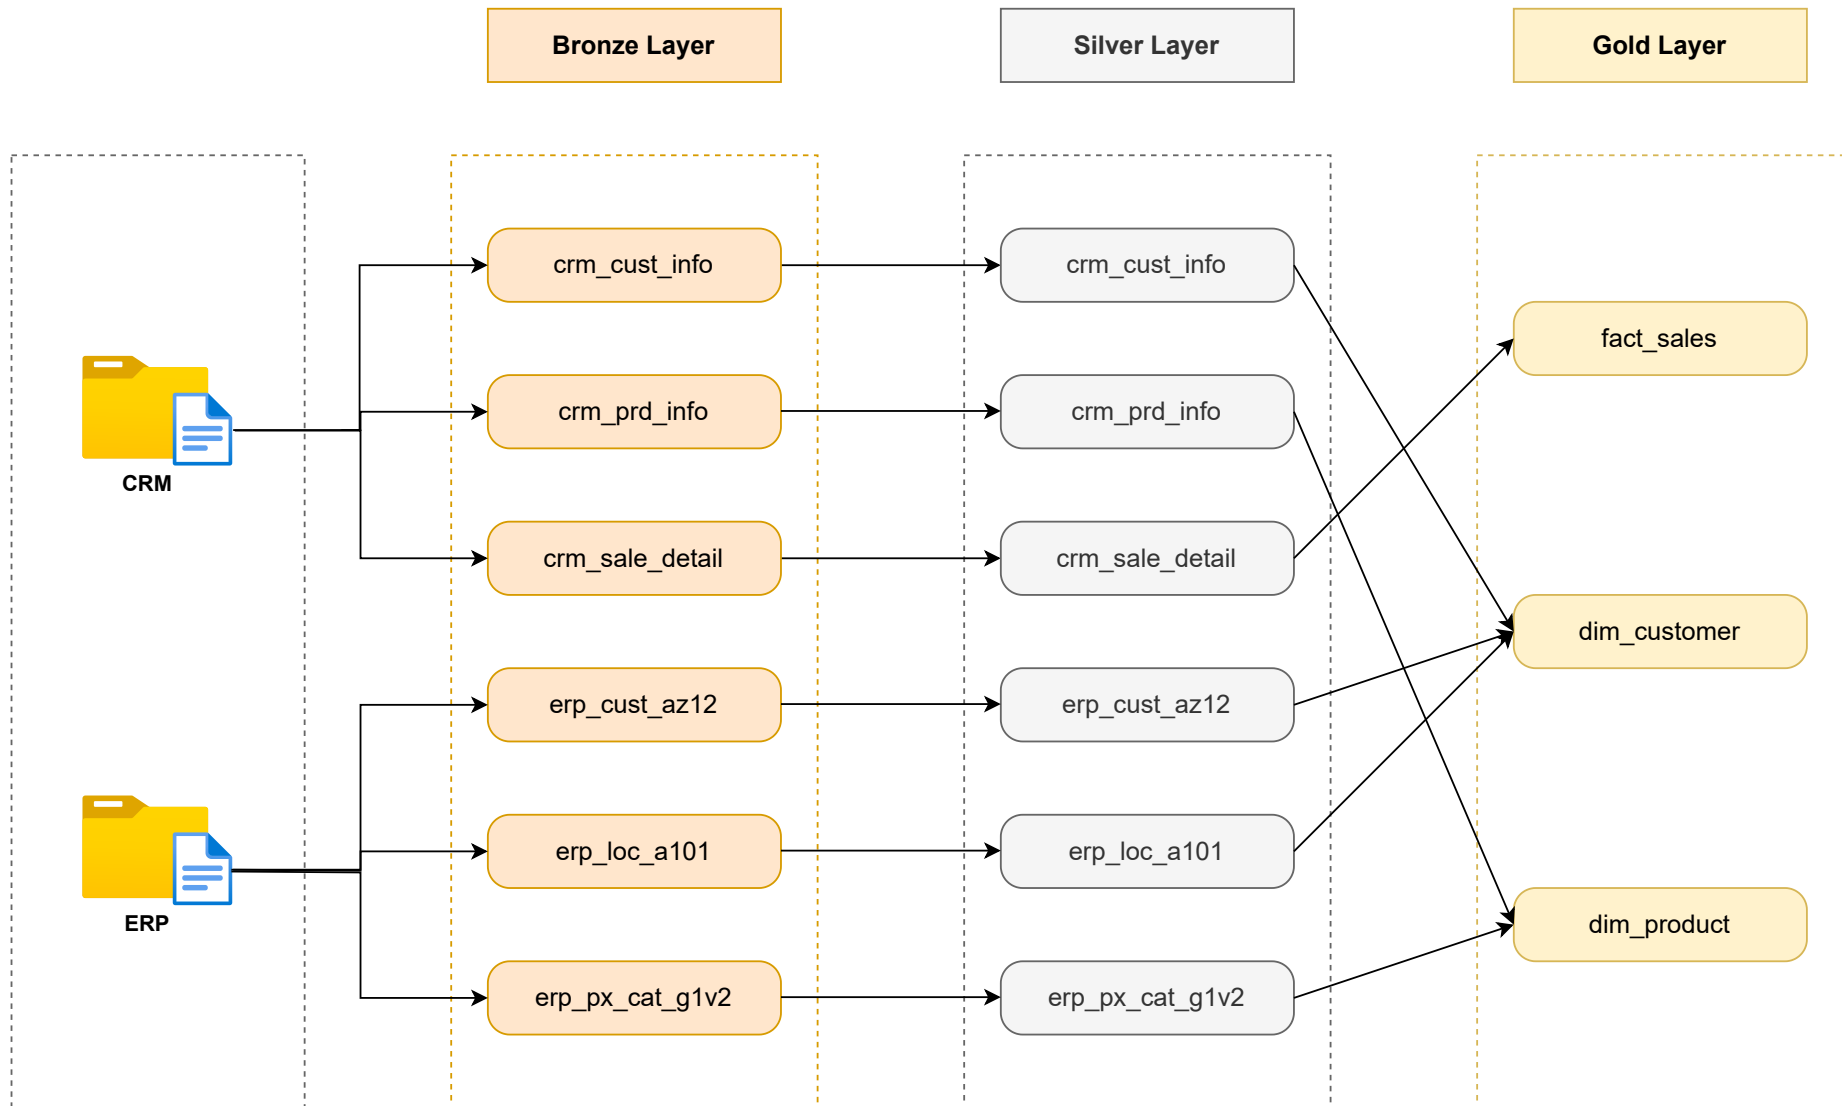 Bronze Layer
Silver Layer
Gold Layer
crm_cust_info
crm_cust_info
fact_sales
crm_prd_info
crm_prd_info
CRM
crm_sale_detail
crm_sale_detail
dim_customer
erp_cust_az12
erp_cust_az12
erp_loc_a101
erp_loc_a101
ERP
dim_product
erp_px_cat_g1v2
erp_px_cat_g1v2